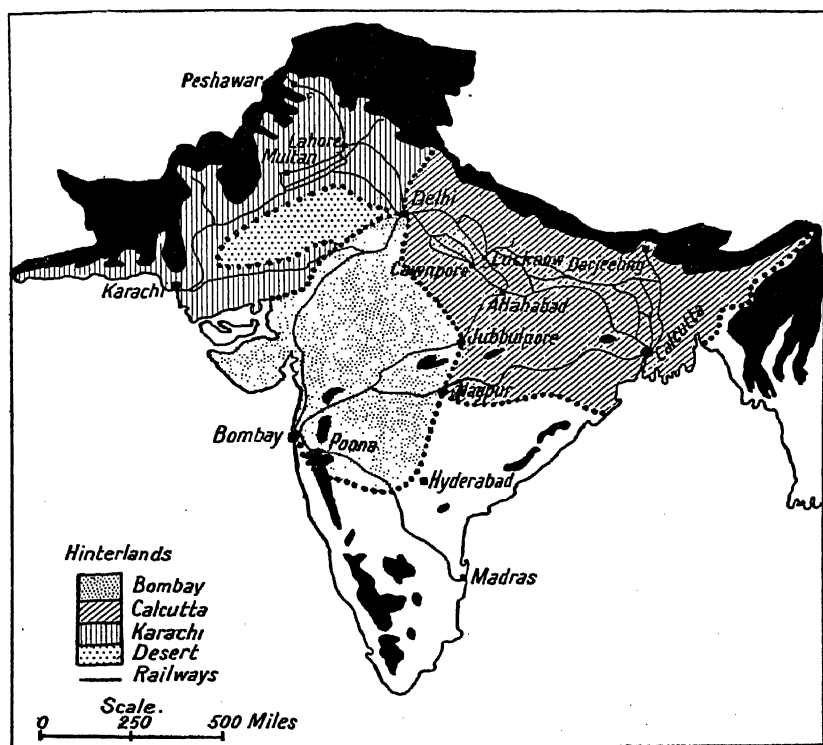 Peshawar
Lahore
Multan
Delhi
Lucknow
Darjeeling
Cawnpore
Karachi
Allahabad
Jubbulpore
Calcutta
Nagpur
Bombay
Poona
Hyderabad
Madras
Hinterlands
Bombay
Calcutta
Karachi
Desert
Railways
Scale.
0 250 500 Miles